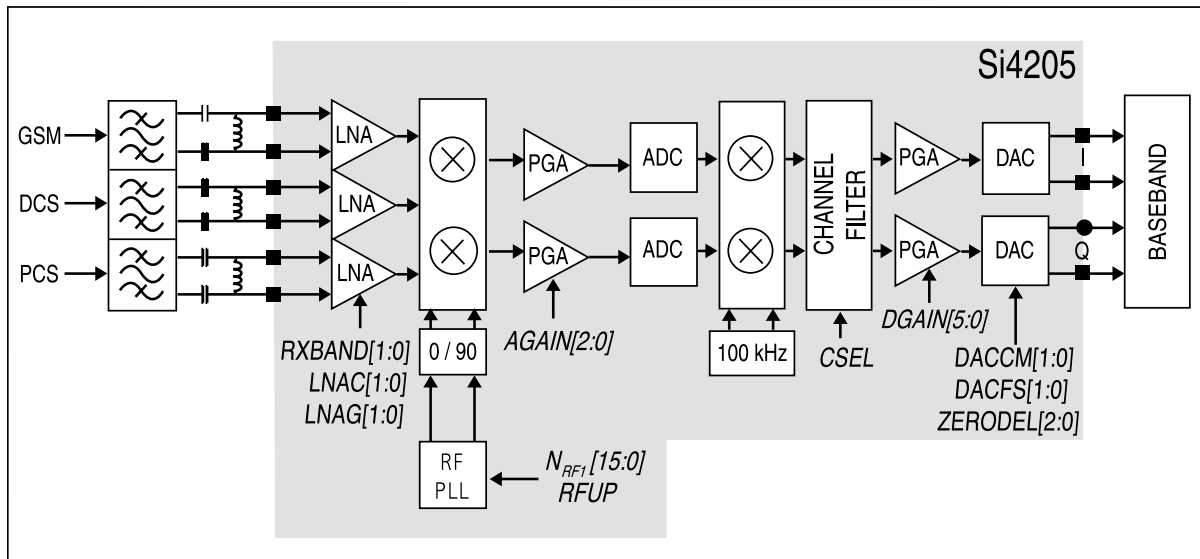 Si4205
GSM
DCS
PCS
LNA
LNA
LNA
PGA
PGA
ADC
ADC
CHANNEL
FILTER
PGA
PGA
DAC
DAC
I
Q
BASEBAND
RXBAND[1:0]
LNAC[1:0]
LNAG[1:0]
0 / 90
AGAIN[2:0]
100 kHz
CSEL
DGAIN[5:0]
DACCM[1:0]
DACFS[1:0]
ZERODEL[2:0]
RF
PLL
NRF1 [15:0]
RFUP